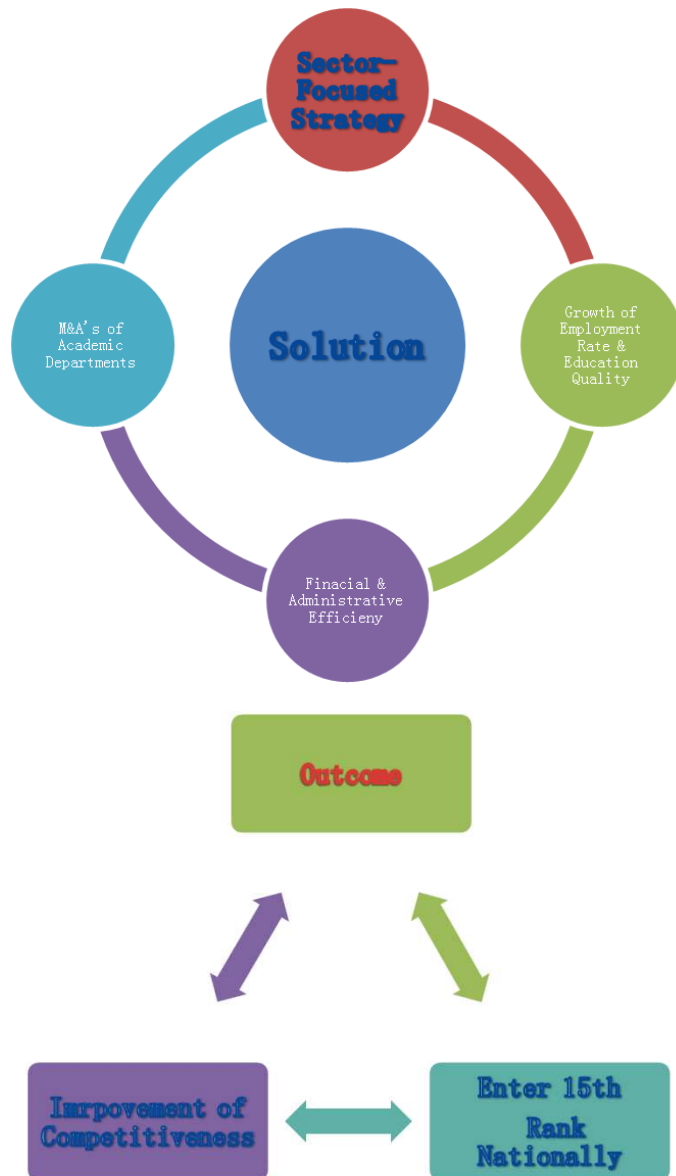 Sector-
Focused
Strategy
M&A's of
Academic
Departments
Solution
Growth of
Employment
Rate &
Education
Quality
Finacial &
Administrative
Efficieny
Outcome
Imrpovement of
Competitiveness
Enter 15th
Rank
Nationally